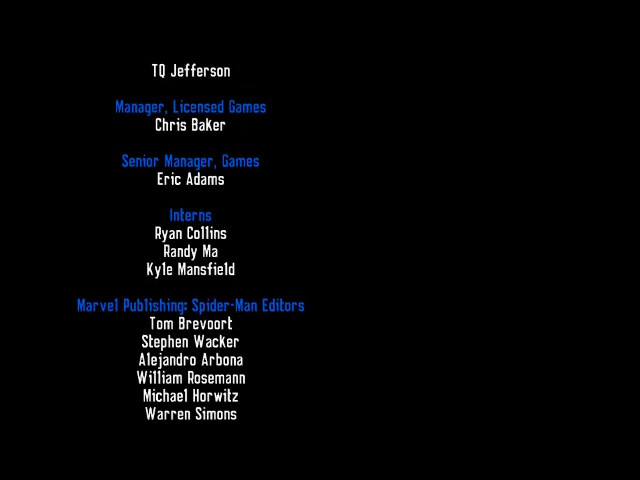 TQ Jefferson
Manager, Licensed Games
Chris Baker
Senior Manager, Games
Eric Adams
Interns
Ryan Collins
Randy Ma
Kyle Mansfield
Marvel Publishing: Spider-Man Editors
Tom Brevoort
Stephen Wacker
Alejandro Arbona
William Rosemann
Michael Horwitz
Warren Simons